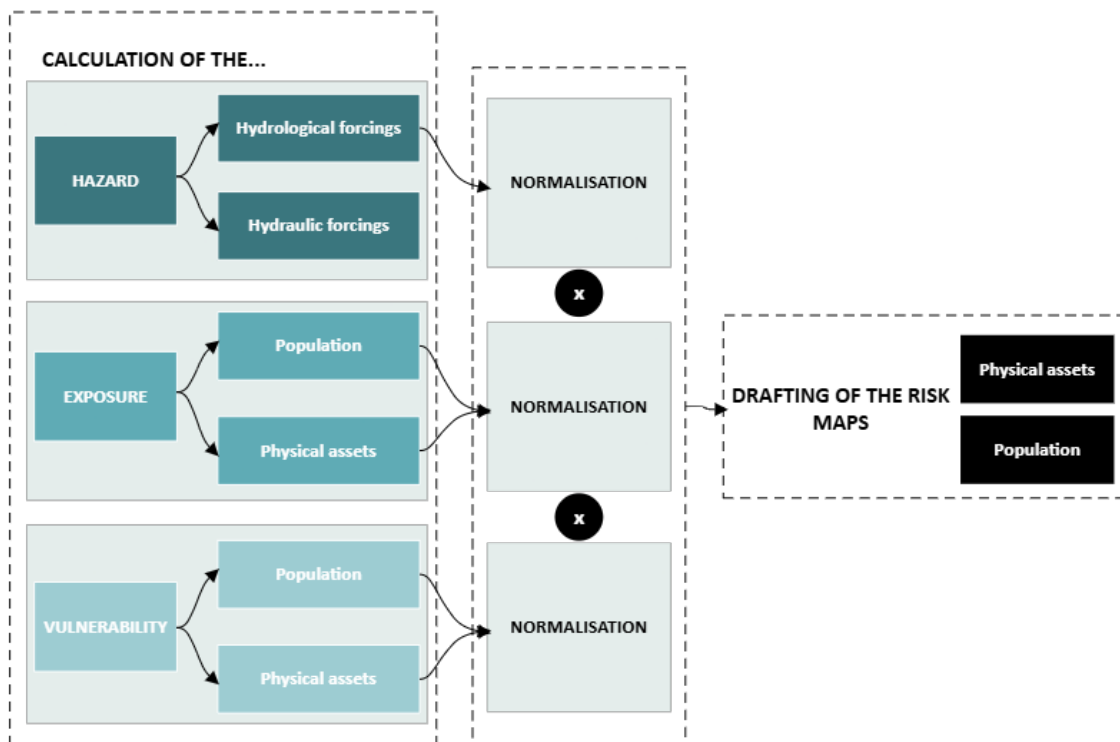 CALCULATION OF THE...
HAZARD
Hydrological forcings
Hydraulic forcings
NORMALISATION
x
EXPOSURE
Population
Physical assets
NORMALISATION
x
VULNERABILITY
Population
Physical assets
NORMALISATION
DRAFTING OF THE RISK
MAPS
Physical assets
Population